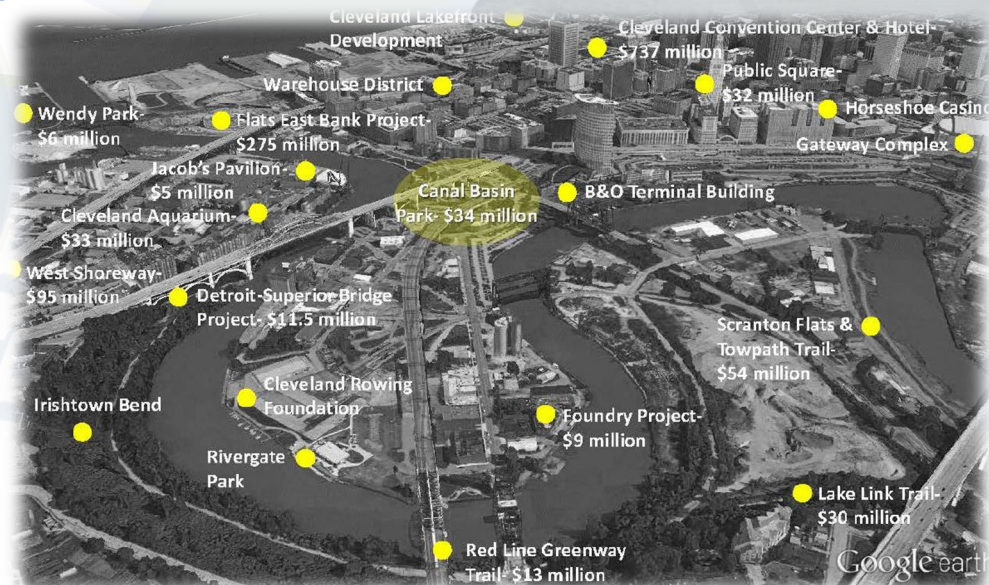 Cleveland Lakefront
Development
Cleveland Convention Center & Hotel-
$737 million
Warehouse District
Public Square-
$32 million
Wendy Park-
$6 million
Flats East Bank Project-
$275 million
Horseshoe Casino
Gateway Complex
Jacob's Pavilion-
$5 million
Canal Basin
Park- $34 million
B&O Terminal Building
Cleveland Aquarium-
$33 million
West Shoreway-
$95 million
Detroit-Superior Bridge
Project- $11.5 million
Scranton Flats &
Towpath Trail-
$54 million
Cleveland Rowing
Foundation
Irishtown Bend
Foundry Project-
$9 million
Rivergate
Park
Lake Link Trail-
$30 million
Red Line Greenway
Trail- $13 million
Google earth